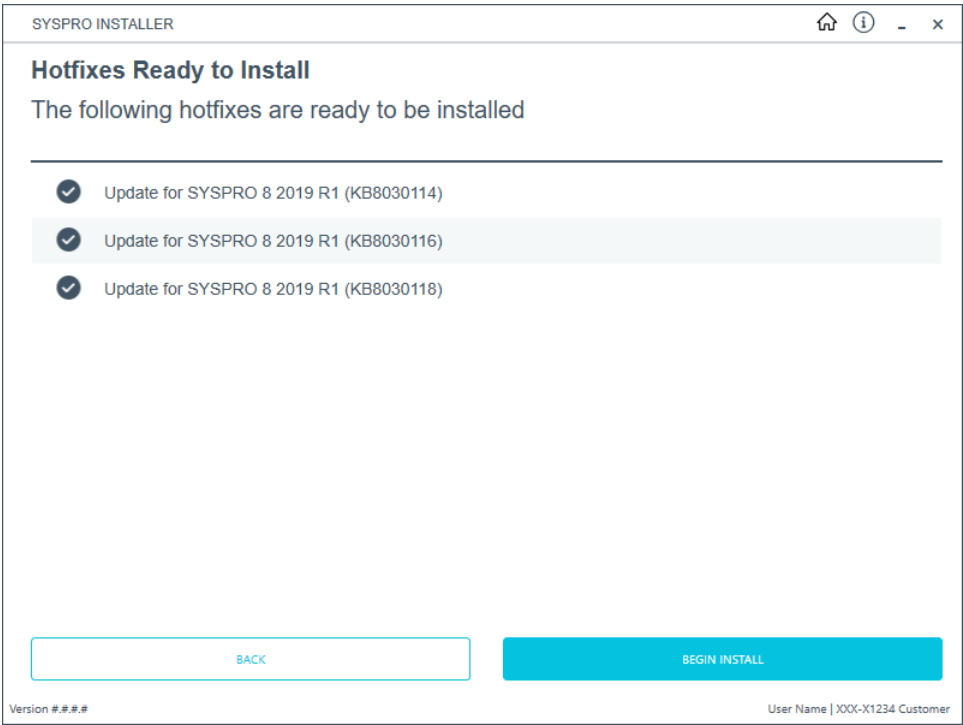 SYSPRO INSTALLER
Hotfixes Ready to Install
The following hotfixes are ready to be installed
Update for SYSPRO 8 2019 R1 (KB8030114)
Update for SYSPRO 8 2019 R1 (KB8030116)
Update for SYSPRO 8 2019 R1 (KB8030118)
BACK
BEGIN INSTALL
Version #.#.#.#
User Name | XXX-X1234 Customer